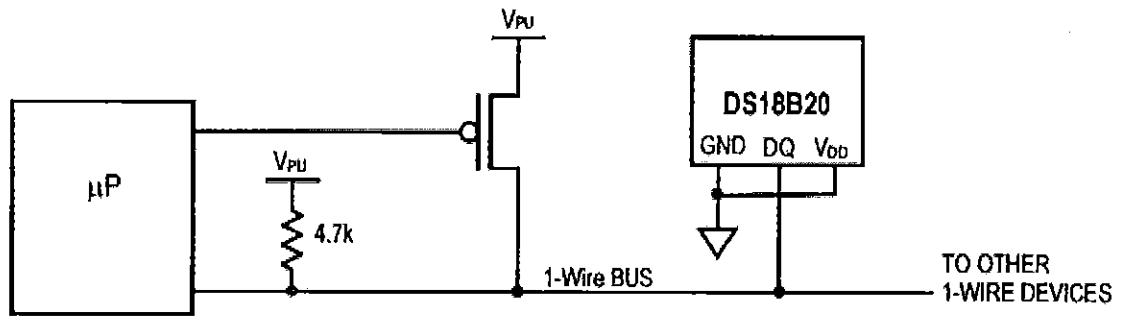 VPU
DS18B20
GND DQ VDD
µP
VPU
4.7k
1-Wire BUS
TO OTHER
1-WIRE DEVICES